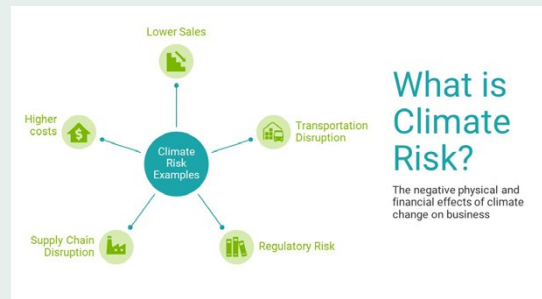 Lower Sales
Higher
costs
Transportation
Disruption
Climate
Risk
Examples
Supply Chain
Disruption
Regulatory Risk
What is
Climate
Risk?
The negative physical and
financial effects of climate
change on business